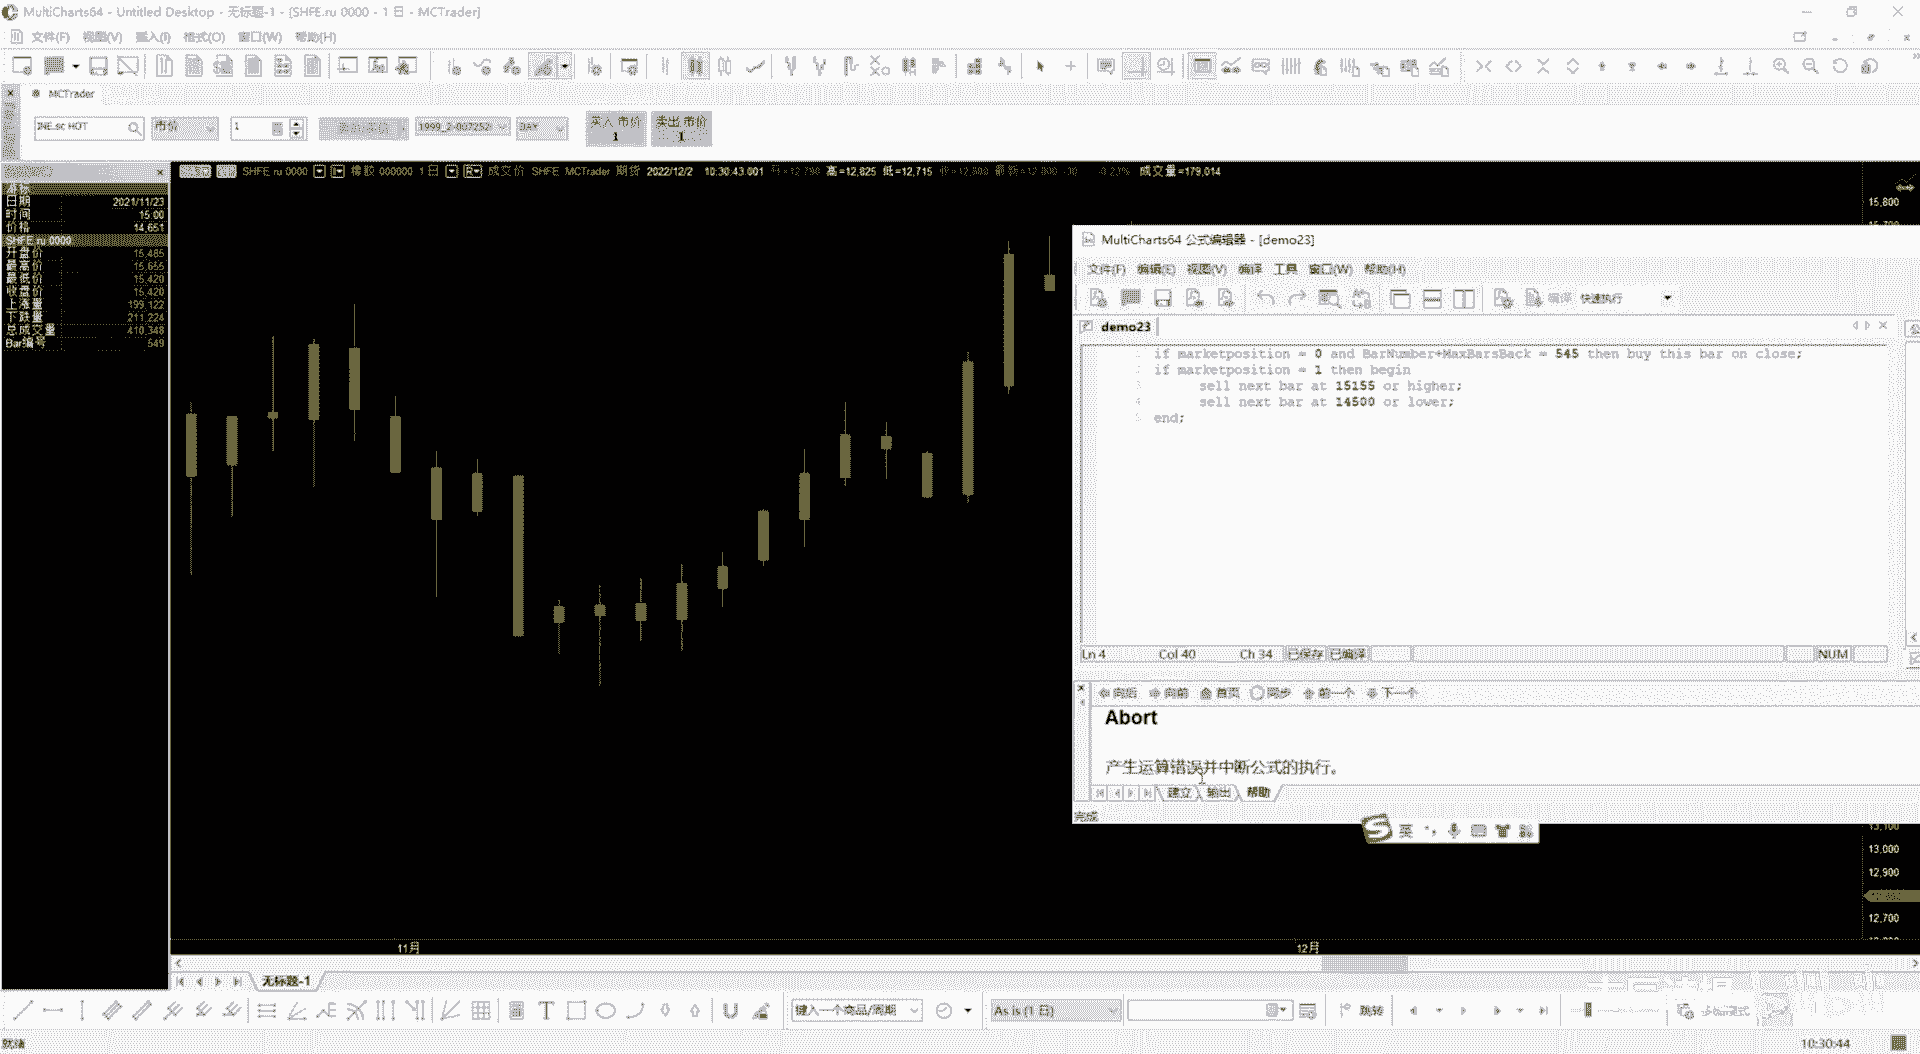 MultiCharts64 - Untitled Desktop - 无标题-1 - [SHFE.ru 0000 - 1 日 - MCTrader]
文件(F) 视图(V) 插入(I) 格式(O) 窗口(W) 帮助(H)
MCTrader
INE.sc HOT 市价 1 DAY 买入 市价 1 卖出 市价 1
SHFE ru 0000 橡胶 000000 1 日 成交价 SHFE MCTrader 期货 2022/12/2 10:30:43.001 高=12,825 低=12,715 成交量=179,014
日期 2021/11/23
时间 15:00
价格 14,651
SHFE ru 0000
开盘价 15,485
最高价 15,655
最低价 15,420
收盘价 15,420
上涨量 199,122
下跌量 211,224
总成交量 410,348
Bar编号 549
15,800
MultiCharts64 公式编辑器 - [demo23]
文件(F) 编辑(E) 视图(V) 编译 工具 窗口(W) 帮助(H)
编译 快速执行
demo23
1 if marketposition = 0 and BarNumber+MaxBarsBack = 545 then buy this bar on close;
2 if marketposition = 1 then begin
3 sell next bar at 15155 or higher;
4 sell next bar at 14500 or lower;
5 end;
Ln 4 Col 40 Ch 34 已保存 已编译 NUM
向后 向前 首页 同步 前一个 下一个
Abort
产生运算错误并中断公式的执行。
建立 输出 帮助
完成
英
13,100
13,000
12,900
12,700
11月 12月
无标题-1
键入一个商品/周期 As is (1 日) 跳转
就绪 10:30:44